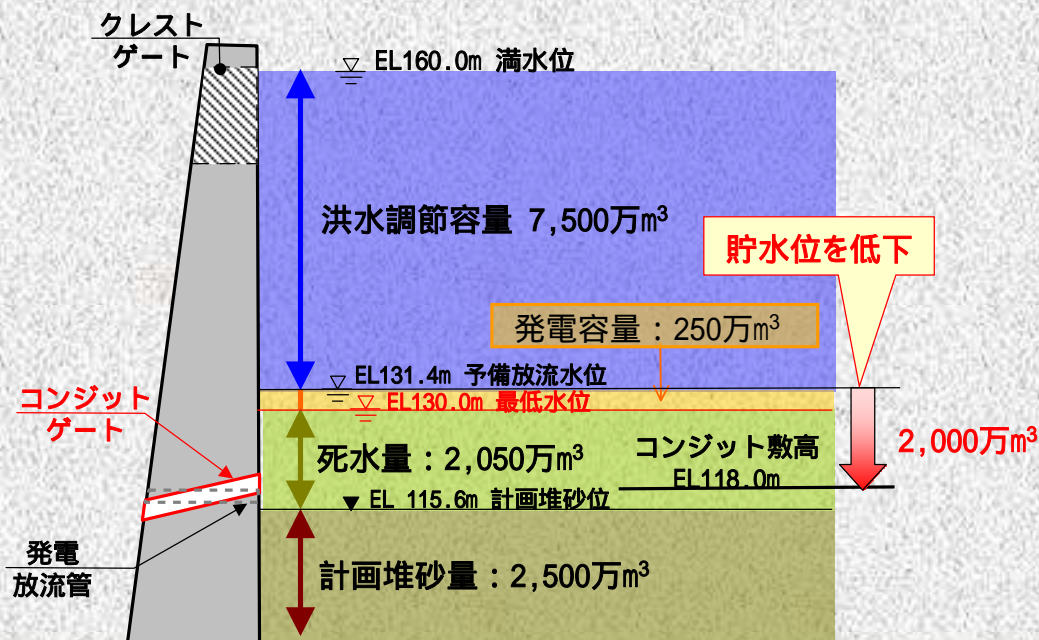 クレスト
ゲート
EL160.0m 満水位
洪水調節容量 7,500万m³
貯水位を低下
発電容量：250万m³
EL131.4m 予備放流水位
EL130.0m 最低水位
コンジット
ゲート
2,000万m³
死水量：2,050万m³
コンジット敷高
EL118.0m
EL 115.6m 計画堆砂位
発電
放流管
計画堆砂量：2,500万m³